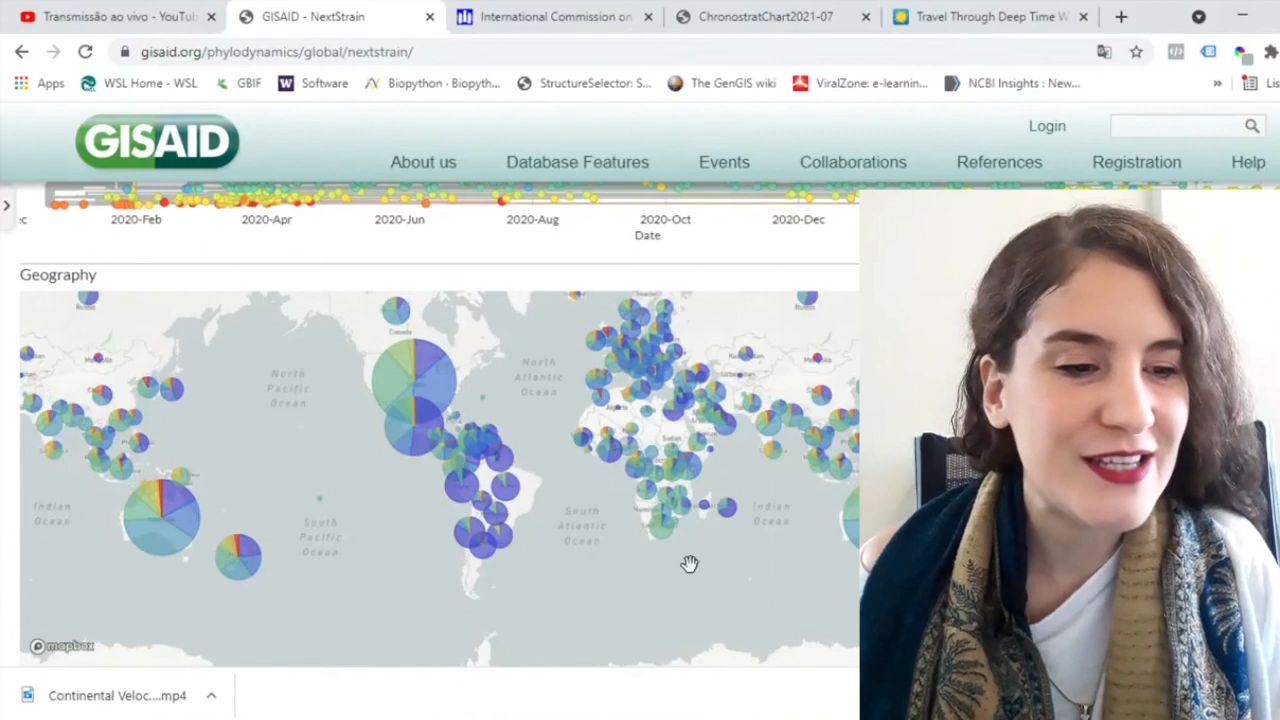 Transmissão ao vivo - YouTub
GISAID - NextStrain
International Commission on
ChronostratChart2021-07
Travel Through Deep Time W
gisaid.org/phylodynamics/global/nextstrain/
Apps
WSL Home - WSL
GBIF
Software
Biopython · Biopyth...
StructureSelector: S...
The GenGIS wiki
ViralZone: e-learnin...
NCBI Insights : New...
Lis
GISAID
Login
About us
Database Features
Events
Collaborations
References
Registration
Help
2020-Feb
2020-Apr
2020-Jun
2020-Aug
2020-Oct
2020-Dec
Date
Geography
Canada
North
Pacific
Ocean
North
Atlantic
Ocean
Indian
Ocean
South
Pacific
Ocean
South
Atlantic
Ocean
Indian
Ocean
Sudan
mapbox
Continental Veloc....mp4